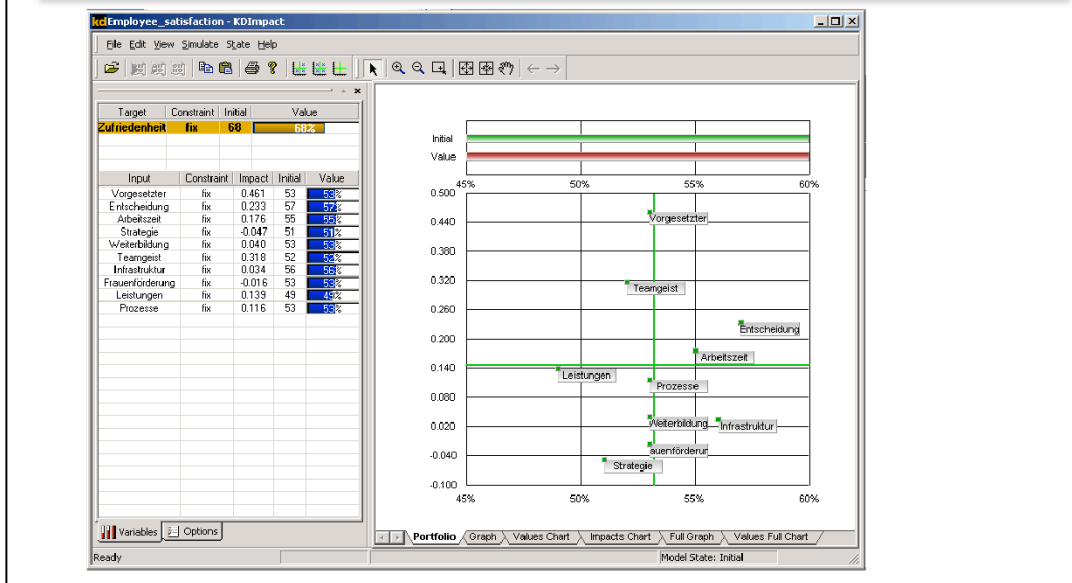 kd Employee_satisfaction - KDImpact
File Edit View Simulate State Help
Target Constraint Initial Value
Zufriedenheit fix 68 68%
Input Constraint Impact Initial Value
Vorgesetzter fix 0.461 53 53%
Entscheidung fix 0.233 57 57%
Arbeitszeit fix 0.176 55 55%
Strategie fix -0.047 51 51%
Weiterbildung fix 0.040 53 53%
Teamgeist fix 0.318 52 52%
Infrastruktur fix 0.034 56 56%
Frauenförderung fix -0.016 53 53%
Leistungen fix 0.139 49 49%
Prozesse fix 0.116 53 53%
Variables Options
Initial
Value
45% 50% 55% 60%
0.500
Vorgesetzter
0.440
0.380
0.320
Teamgeist
0.260
Entscheidung
0.200
Arbeitszeit
0.140
Leistungen
Prozesse
0.080
0.020
Weiterbildung Infrastruktur
-0.040
auenförderur
Strategie
-0.100
45% 50% 55% 60%
Portfolio Graph Values Chart Impacts Chart Full Graph Values Full Chart
Ready Model State: Initial